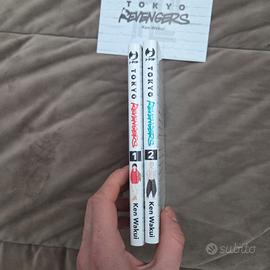 TOKYO
REVENGERS
Ken Wakui
TOKYO
REVENGERS
1
Ken Wakui
TOKYO
REVENGERS
2
Ken Wakui
subito